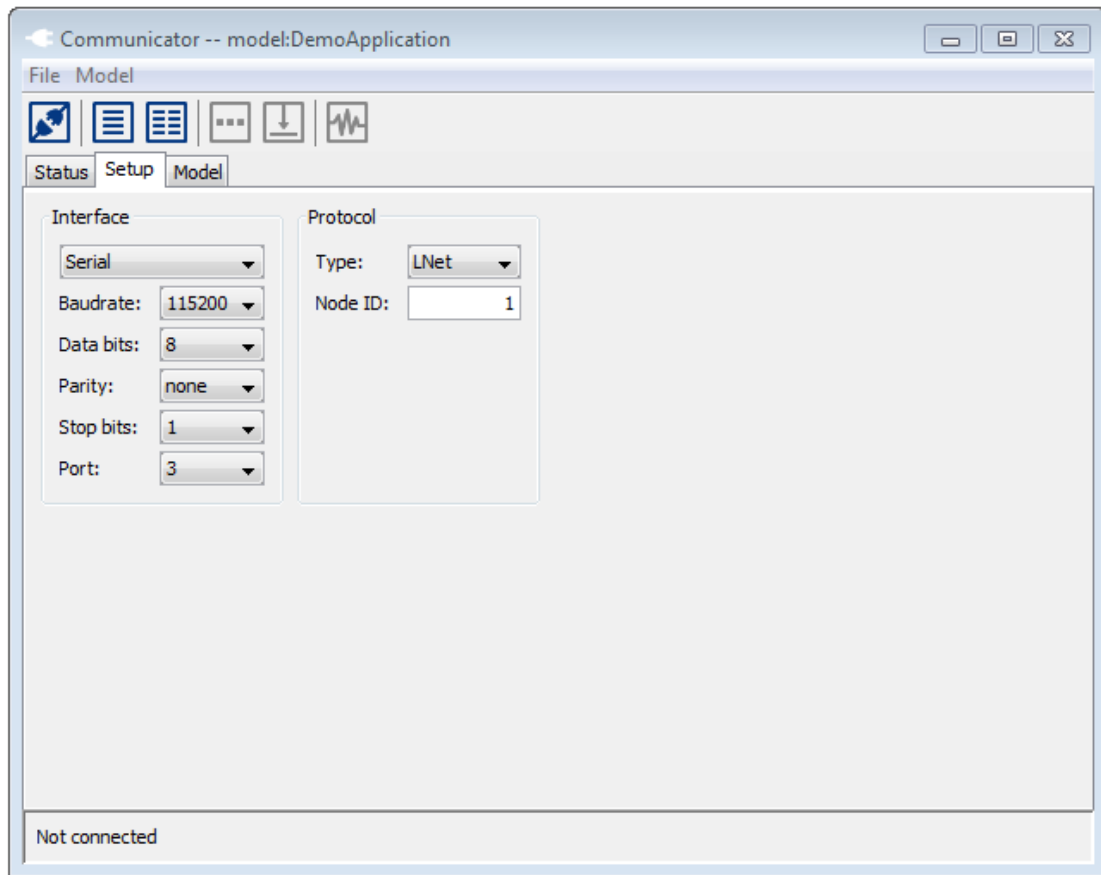 Communicator -- model:DemoApplication
File Model
Status Setup Model
Interface
Serial
Baudrate: 115200
Data bits: 8
Parity: none
Stop bits: 1
Port: 3
Protocol
Type: LNet
Node ID: 1
Not connected